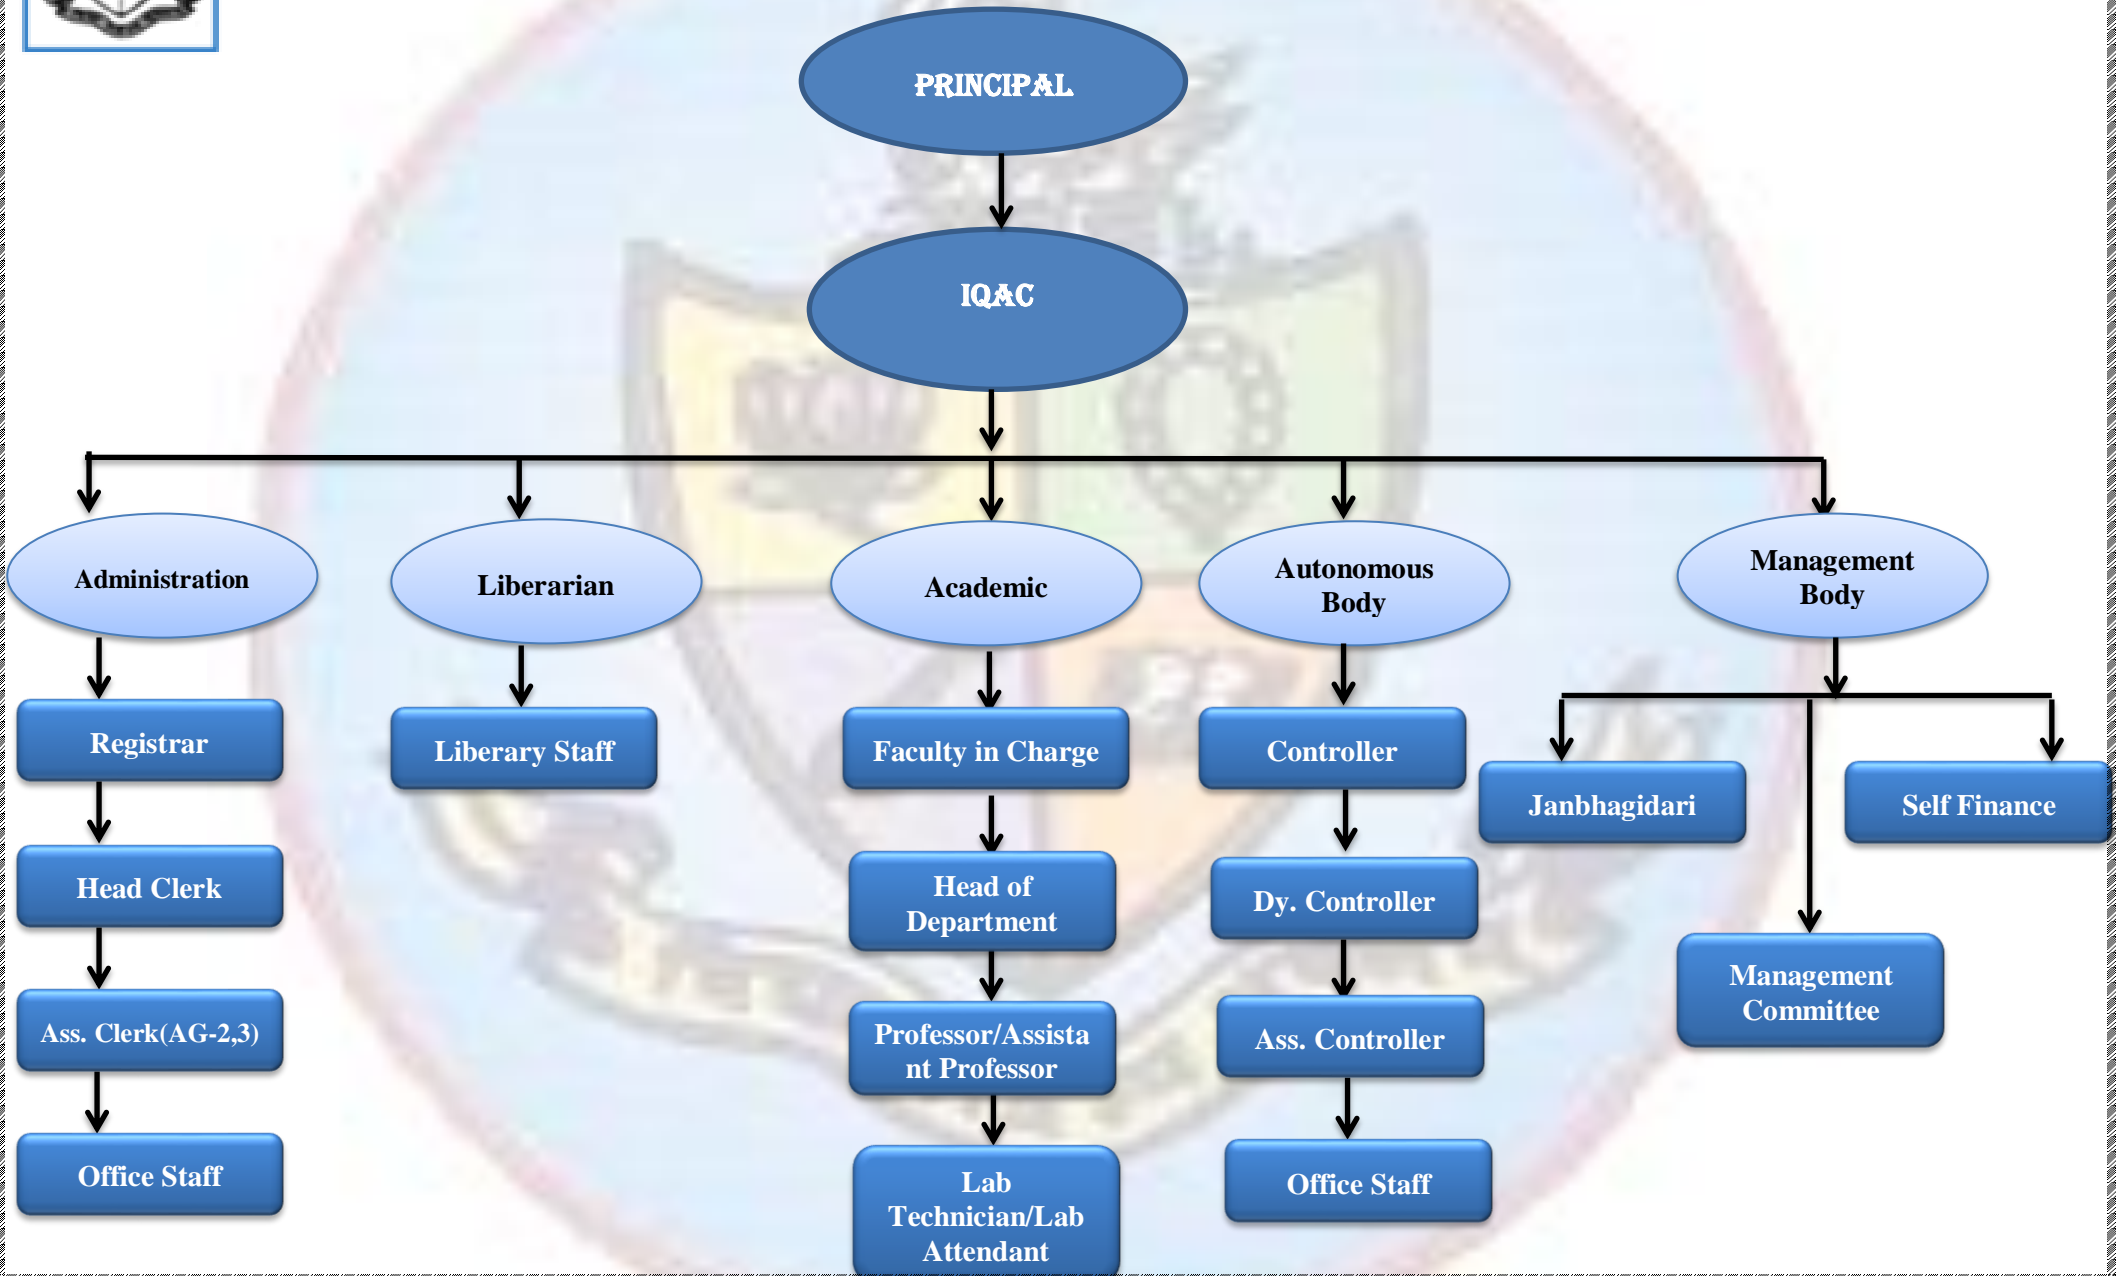 PRINCIPAL
IQAC
Administration
Liberarian
Academic
Autonomous
Body
Management
Body
Registrar
Liberary Staff
Faculty in Charge
Controller
Janbhagidari
Self Finance
Head Clerk
Head of
Department
Dy. Controller
Management
Committee
Ass. Clerk(AG-2,3)
Professor/Assista
nt Professor
Ass. Controller
Office Staff
Lab
Technician/Lab
Attendant
Office Staff